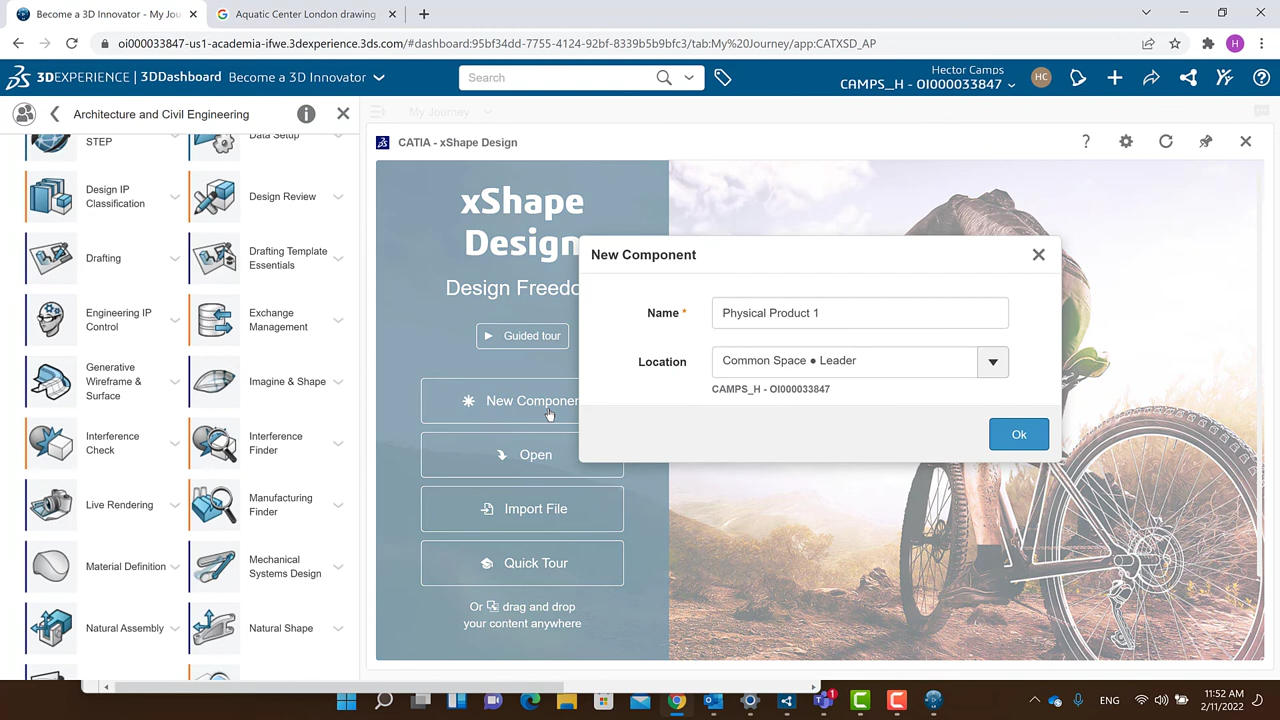 Become a 3D Innovator - My Jou
Aquatic Center London drawing
oi000033847-us1-academia-ifwe.3dexperience.3ds.com/#dashboard:95bf34dd-7755-4124-92bf-8339b5b9bfc3/tab:My%20Journey/app:CATXSD_AP
H
3DEXPERIENCE | 3DDashboard Become a 3D Innovator
Search
Hector Camps
CAMPS_H - OI000033847
HC
Architecture and Civil Engineering
My Journey
STEP
Data Setup
Design IP
Classification
Design Review
Drafting
Drafting Template
Essentials
Engineering IP
Control
Exchange
Management
Generative
Wireframe &
Surface
Imagine & Shape
Interference
Check
Interference
Finder
Live Rendering
Manufacturing
Finder
Material Definition
Mechanical
Systems Design
Natural Assembly
Natural Shape
CATIA - xShape Design
xShape
Design
Design Freedo
Guided tour
New Componen
Open
Import File
Quick Tour
Or drag and drop
your content anywhere
New Component
Name * Physical Product 1
Location Common Space ● Leader
CAMPS_H - OI000033847
Ok
1
ENG
11:52 AM
2/11/2022